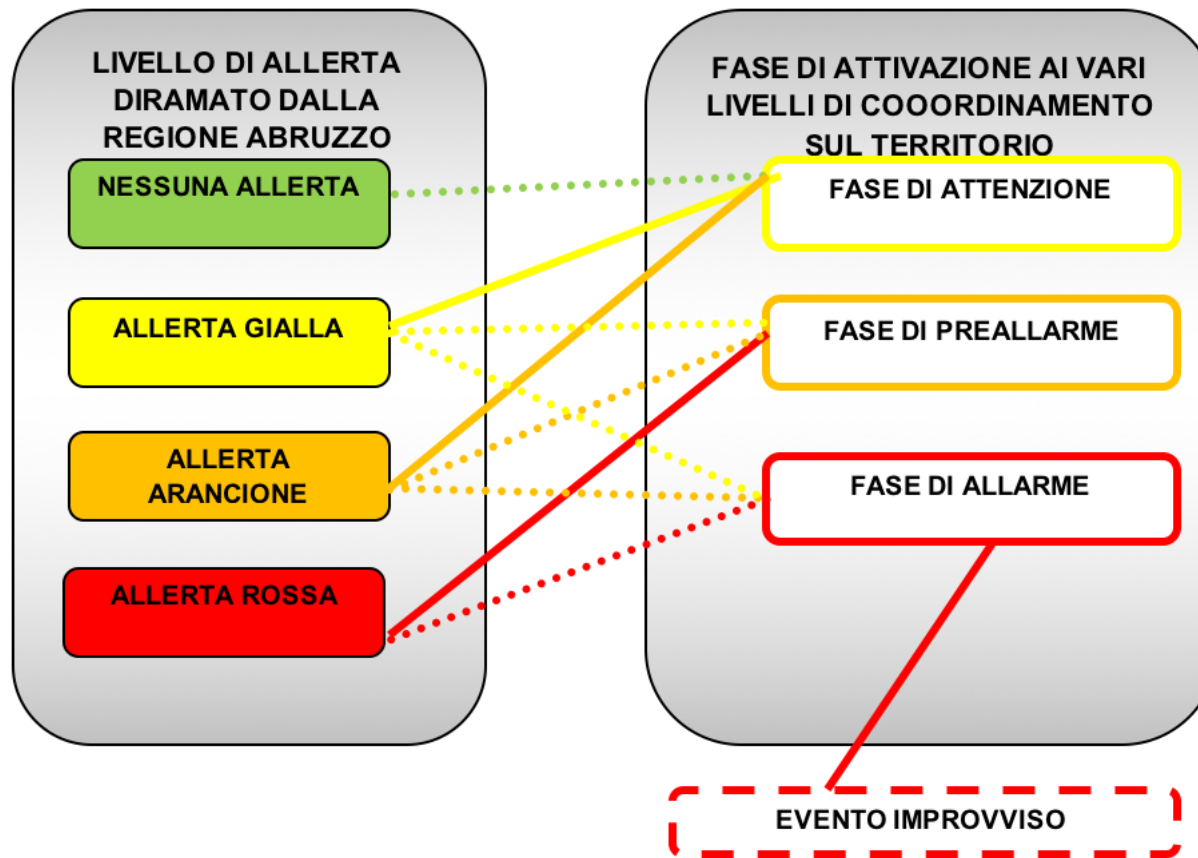 LIVELLO DI ALLERTA
DIRAMATO DALLA
REGIONE ABRUZZO
NESSUNA ALLERTA
ALLERTA GIALLA
ALLERTA
ARANCIONE
ALLERTA ROSSA
FASE DI ATTIVAZIONE AI VARI
LIVELLI DI COOORDINAMENTO
SUL TERRITORIO
FASE DI ATTENZIONE
FASE DI PREALLARME
FASE DI ALLARME
EVENTO IMPROVVISO